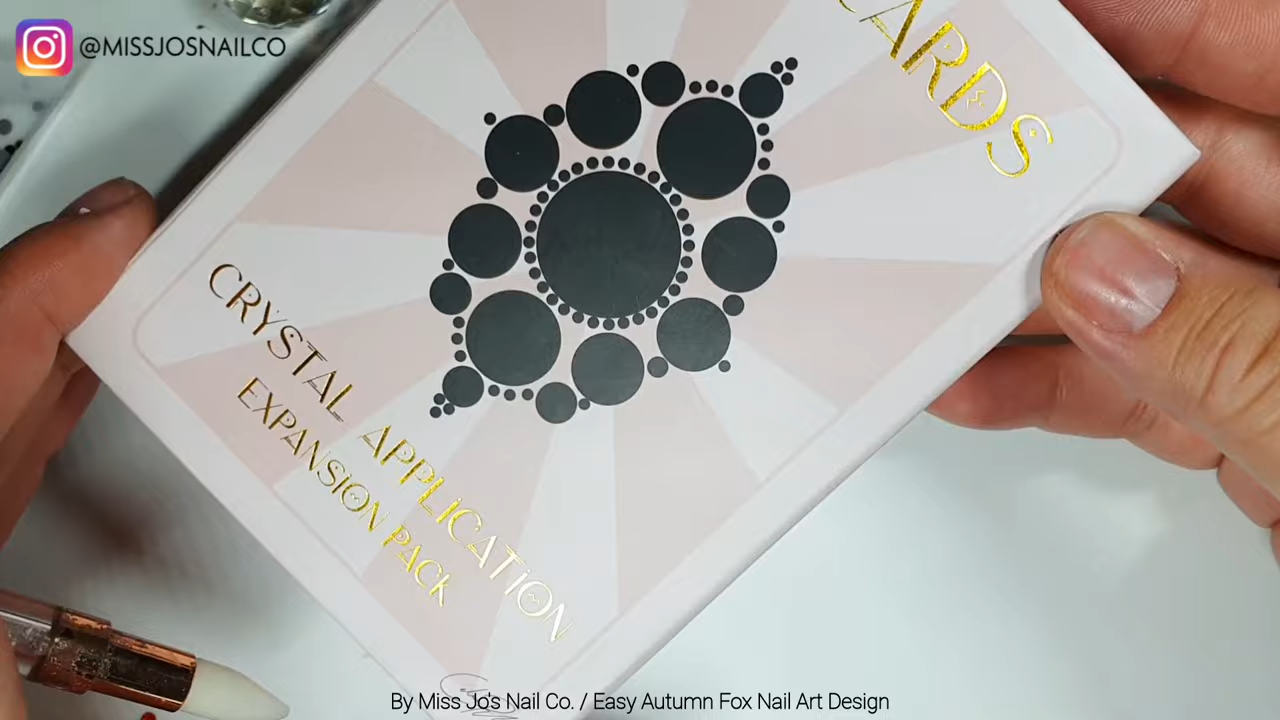 @MISSJOSNAILCO
CARDS
CRYSTAL APPLICATION
EXPANSION PACK
By Miss Jo's Nail Co. / Easy Autumn Fox Nail Art Design